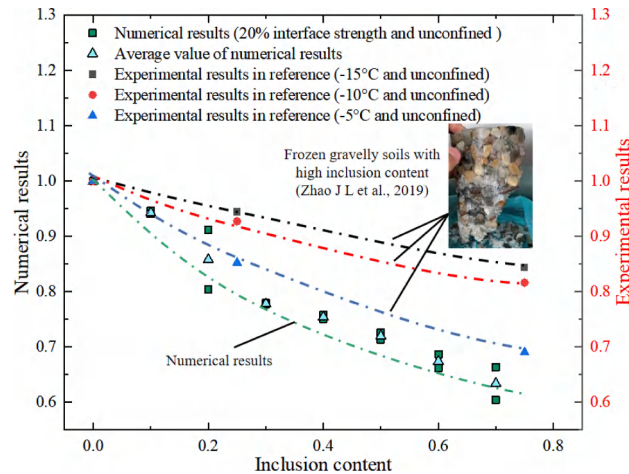 Numerical results (20% interface strength and unconfined )
Average value of numerical results
Experimental results in reference (-15°C and unconfined)
Experimental results in reference (-10°C and unconfined)
Experimental results in reference (-5°C and unconfined)
Frozen gravelly soils with
high inclusion content
(Zhao J L et al., 2019)
Numerical results
1.3
1.2
1.1
1.0
0.9
0.8
0.7
0.6
Numerical results
1.3
1.2
1.1
1.0
0.9
0.8
0.7
0.6
Experimental results
0.0 0.2 0.4 0.6 0.8
Inclusion content